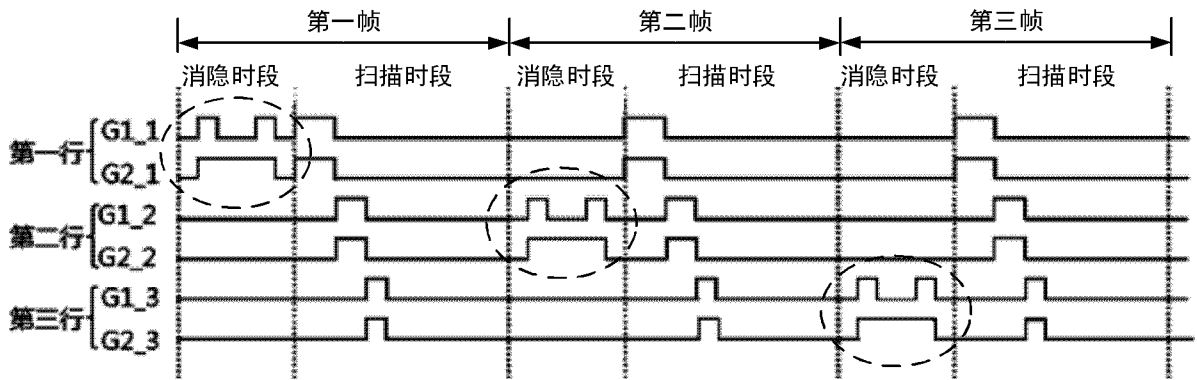 第一帧 第二帧 第三帧
消隐时段 扫描时段 消隐时段 扫描时段 消隐时段 扫描时段
第一行
G1_1
G2_1
第二行
G1_2
G2_2
第三行
G1_3
G2_3